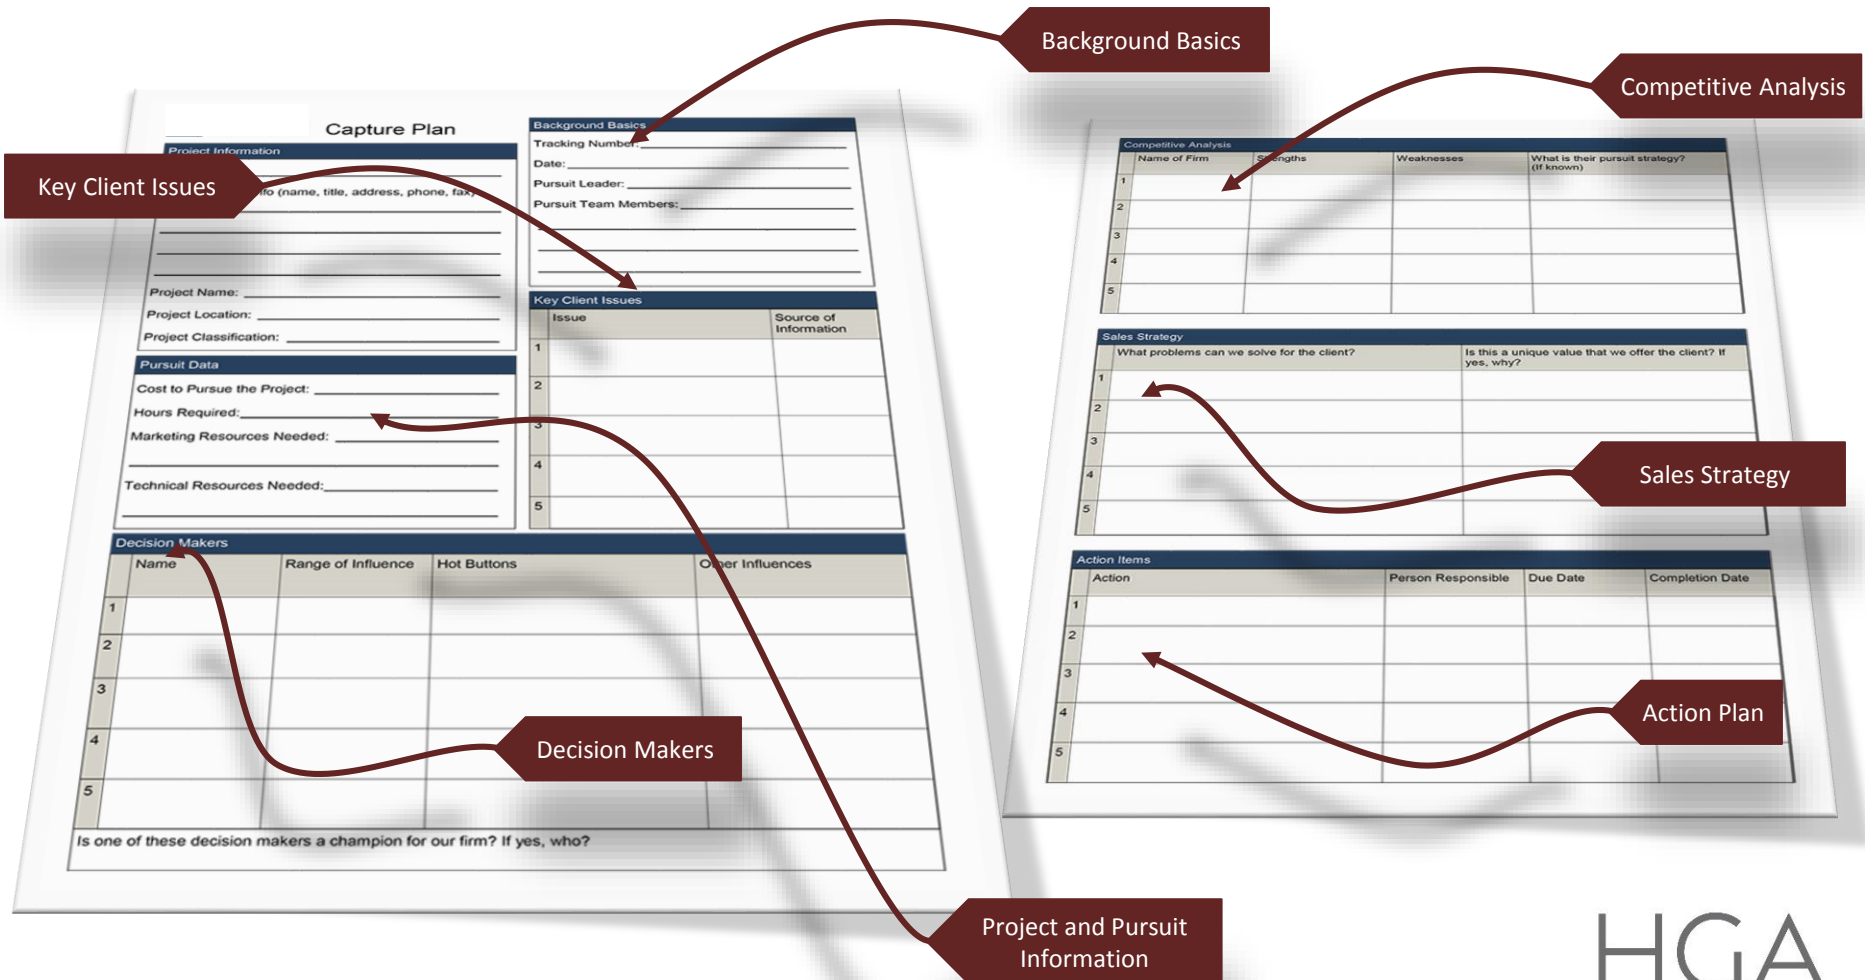 Background Basics
Competitive Analysis
Key Client Issues
Capture Plan
Project Information
(name, title, address, phone, fax)
Project Name:
Project Location:
Project Classification:
Pursuit Data
Cost to Pursue the Project:
Hours Required:
Marketing Resources Needed:
Technical Resources Needed:
Background Basics
Tracking Number:
Date:
Pursuit Leader:
Pursuit Team Members:
Key Client Issues
Issue
Source of
Information
1
2
3
4
5
Decision Makers
Name
Range of Influence
Hot Buttons
Other Influences
1
2
3
4
5
Is one of these decision makers a champion for our firm? If yes, who?
Decision Makers
Project and Pursuit
Information
Competitive Analysis
Name of Firm
Strengths
Weaknesses
What is their pursuit strategy?
(If known)
1
2
3
4
5
Sales Strategy
What problems can we solve for the client?
Is this a unique value that we offer the client? If
yes, why?
1
2
3
4
5
Sales Strategy
Action Items
Action
Person Responsible
Due Date
Completion Date
1
2
3
4
5
Action Plan
HGA